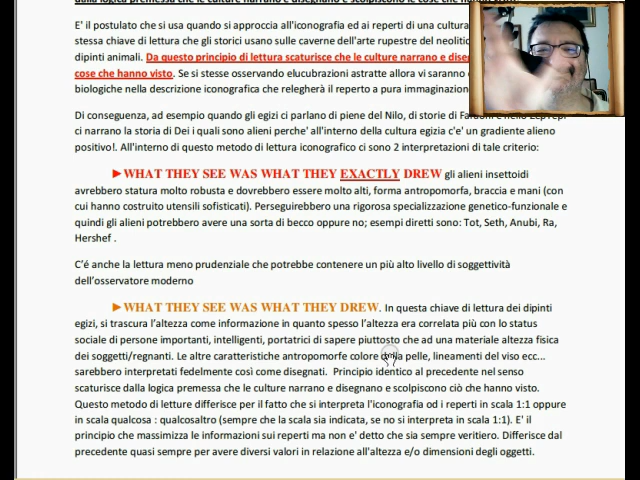 dalla logica premessa che le culture narrano e disegnano e scolpiscono le cose che hanno
E' il postulato che si usa quando si approccia all'iconografia ed ai reperti di una cultura
stessa chiave di lettura che gli storici usano sulle caverne dell'arte rupestre del neolitic
dipinti animali. Da questo principio di lettura scaturisce che le culture narrano e
cose che hanno visto. Se si stesse osservando elucubrazioni astratte allora vi saranno
biologiche nella descrizione iconografica che relegherà il reperto a pura immaginazion
Di conseguenza, ad esempio quando gli egizi ci parlano di piene del Nilo, di storie di
ci narrano la storia di Dei i quali sono alieni perche' all'interno della cultura egizia c'e' un gradiente alieno
positivo!. All'interno di questo metodo di lettura iconografico ci sono 2 interpretazioni di tale criterio:
►WHAT THEY SEE WAS WHAT THEY EXACTLY DREW gli alieni insettoidi
avrebbero statura molto robusta e dovrebbero essere molto alti, forma antropomorfa, braccia e mani (con
cui hanno costruito utensili sofisticati). Perseguirebbero una rigorosa specializzazione genetico-funzionale e
quindi gli alieni potrebbero avere una sorta di becco oppure no; esempi diretti sono: Tot, Seth, Anubi, Ra,
Hershef .
C'é anche la lettura meno prudenziale che potrebbe contenere un più alto livello di soggettività
dell'osservatore moderno
►WHAT THEY SEE WAS WHAT THEY DREW. In questa chiave di lettura dei dipinti
egizi, si trascura l'altezza come informazione in quanto spesso l'altezza era correlata più con lo status
sociale di persone importanti, intelligenti, portatrici di sapere piuttosto che ad una materiale altezza fisica
dei soggetti/regnanti. Le altre caratteristiche antropomorfe colore della pelle, lineamenti del viso ecc...
sarebbero interpretati fedelmente così come disegnati.  Principio identico al precedente nel senso
scaturisce dalla logica premessa che le culture narrano e disegnano e scolpiscono ciò che hanno visto.
Questo metodo di letture differisce per il fatto che si interpreta l'iconografia od i reperti in scala 1:1 oppure
in scala qualcosa : qualcosaltro (sempre che la scala sia indicata, se no si interpreta in scala 1:1). E' il
principio che massimizza le informazioni sui reperti ma non e' detto che sia sempre veritiero. Differisce dal
precedente quasi sempre per avere diversi valori in relazione all'altezza e/o dimensioni degli oggetti.